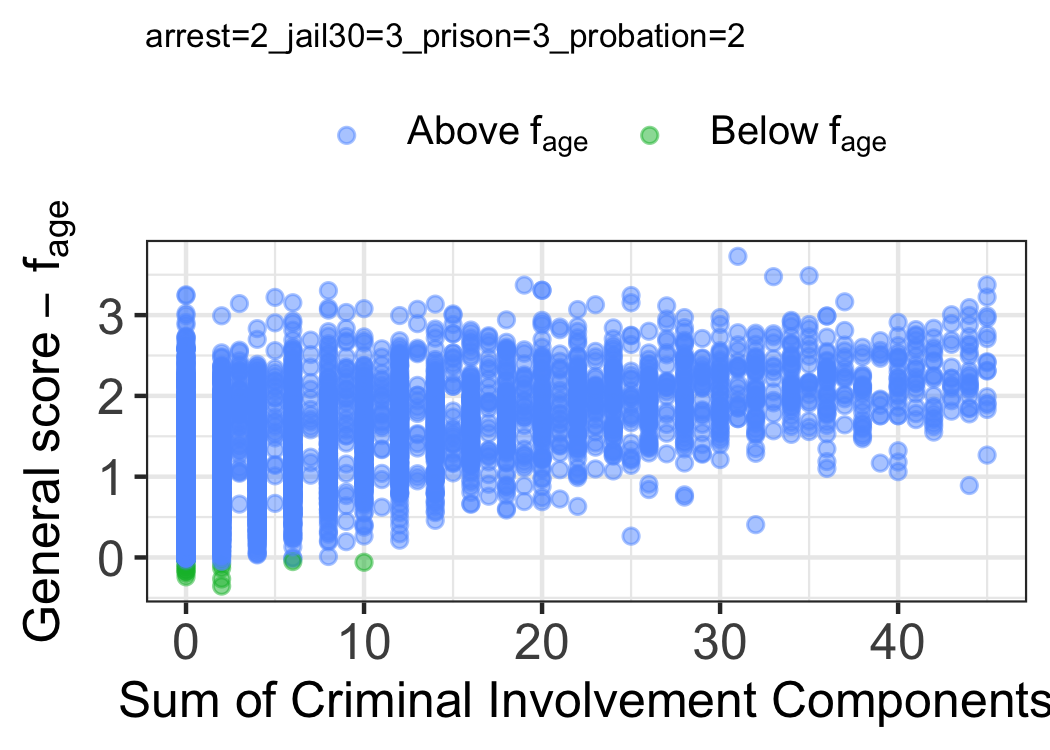 arrest=2_jail30=3_prison=3_probation=2
Above fage Below fage
General score − fage
3
2
1
0
0 10 20 30 40
Sum of Criminal Involvement Components